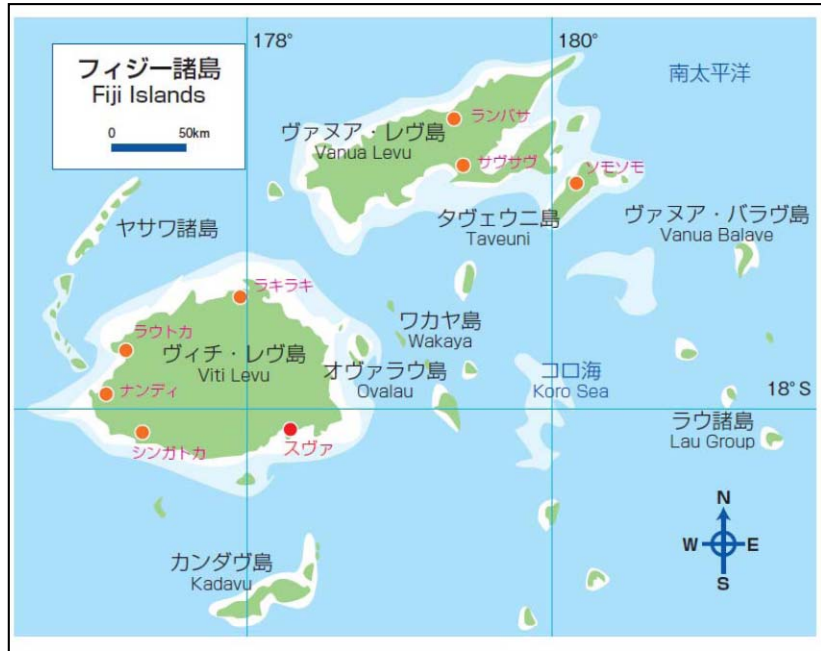 178°
180°
フィジー諸島
Fiji Islands
0 50km
南太平洋
ランバサ
ヴァヌア・レヴ島
Vanua Levu
サヴサヴ
ソモソモ
タヴェウニ島
Taveuni
ヴァヌア・バラヴ島
Vanua Balave
ヤサワ諸島
ラキラキ
ワカヤ島
Wakaya
ラウトカ
ヴィチ・レヴ島
Viti Levu
オヴァラウ島
Ovalau
コロ海
Koro Sea
ナンディ
18° S
ラウ諸島
Lau Group
シンガトカ
スヴァ
カンダヴ島
Kadavu
N
W E
S